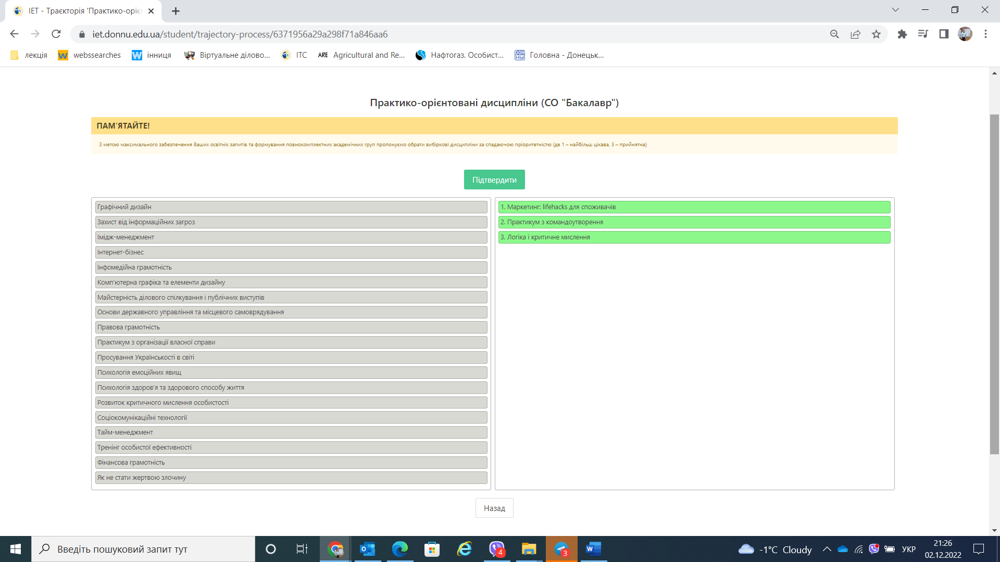 IET - Траєкторія 'Практико-оріє
iet.donnu.edu.ua/student/trajectory-process/6371956a29a298f71a846aa6
лекція
webssearches
інниця
Віртуальне ділово...
ІТС
ARE Agricultural and Re...
Нафтогаз. Особист...
Головна - Донецьк...
Практико-орієнтовані дисципліни (СО "Бакалавр")
ПАМ'ЯТАЙТЕ!
З метою максимального забезпечення Ваших освітніх запитів та формування повнокомплектних академічних груп пропонуємо обрати вибіркові дисципліни за спадаючою пріоритетністю (де 1 – найбільш цікава, 3 – прийнятна)
Підтвердити
Графічний дизайн
Захист від інформаційних загроз
Імідж-менеджмент
Інтернет-бізнес
Інфомедійна грамотність
Комп'ютерна графіка та елементи дизайну
Майстерність ділового спілкування і публічних виступів
Основи державного управління та місцевого самоврядування
Правова грамотність
Практикум з організації власної справи
Просування Українськості в світі
Психологія емоційних явищ
Психологія здоров'я та здорового способу життя
Розвиток критичного мислення особистості
Соціокомунікаційні технології
Тайм-менеджмент
Тренінг особистої ефективності
Фінансова грамотність
Як не стати жертвою злочину
1. Маркетинг: lifehacks для споживачів
2. Практикум з командоутворення
3. Логіка і критичне мислення
Назад
Введіть пошуковий запит тут
4
3
-1°C Cloudy
УКР
21:26
02.12.2022